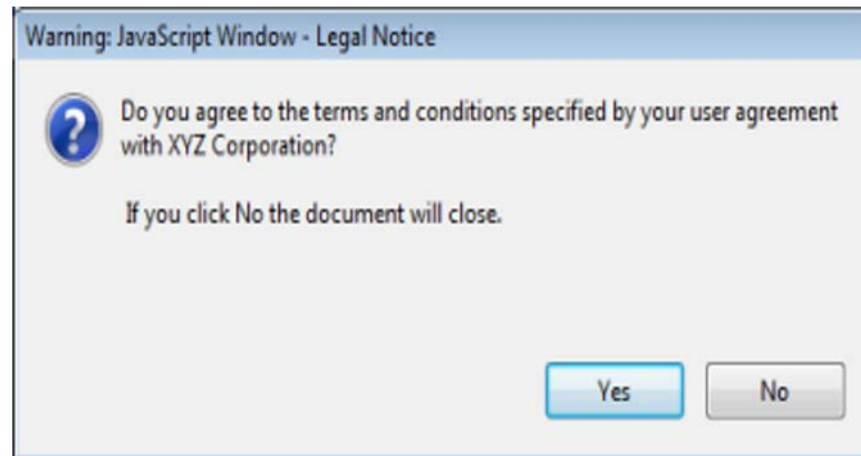 Warning: JavaScript Window - Legal Notice
Do you agree to the terms and conditions specified by your user agreement
with XYZ Corporation?
If you click No the document will close.
Yes No